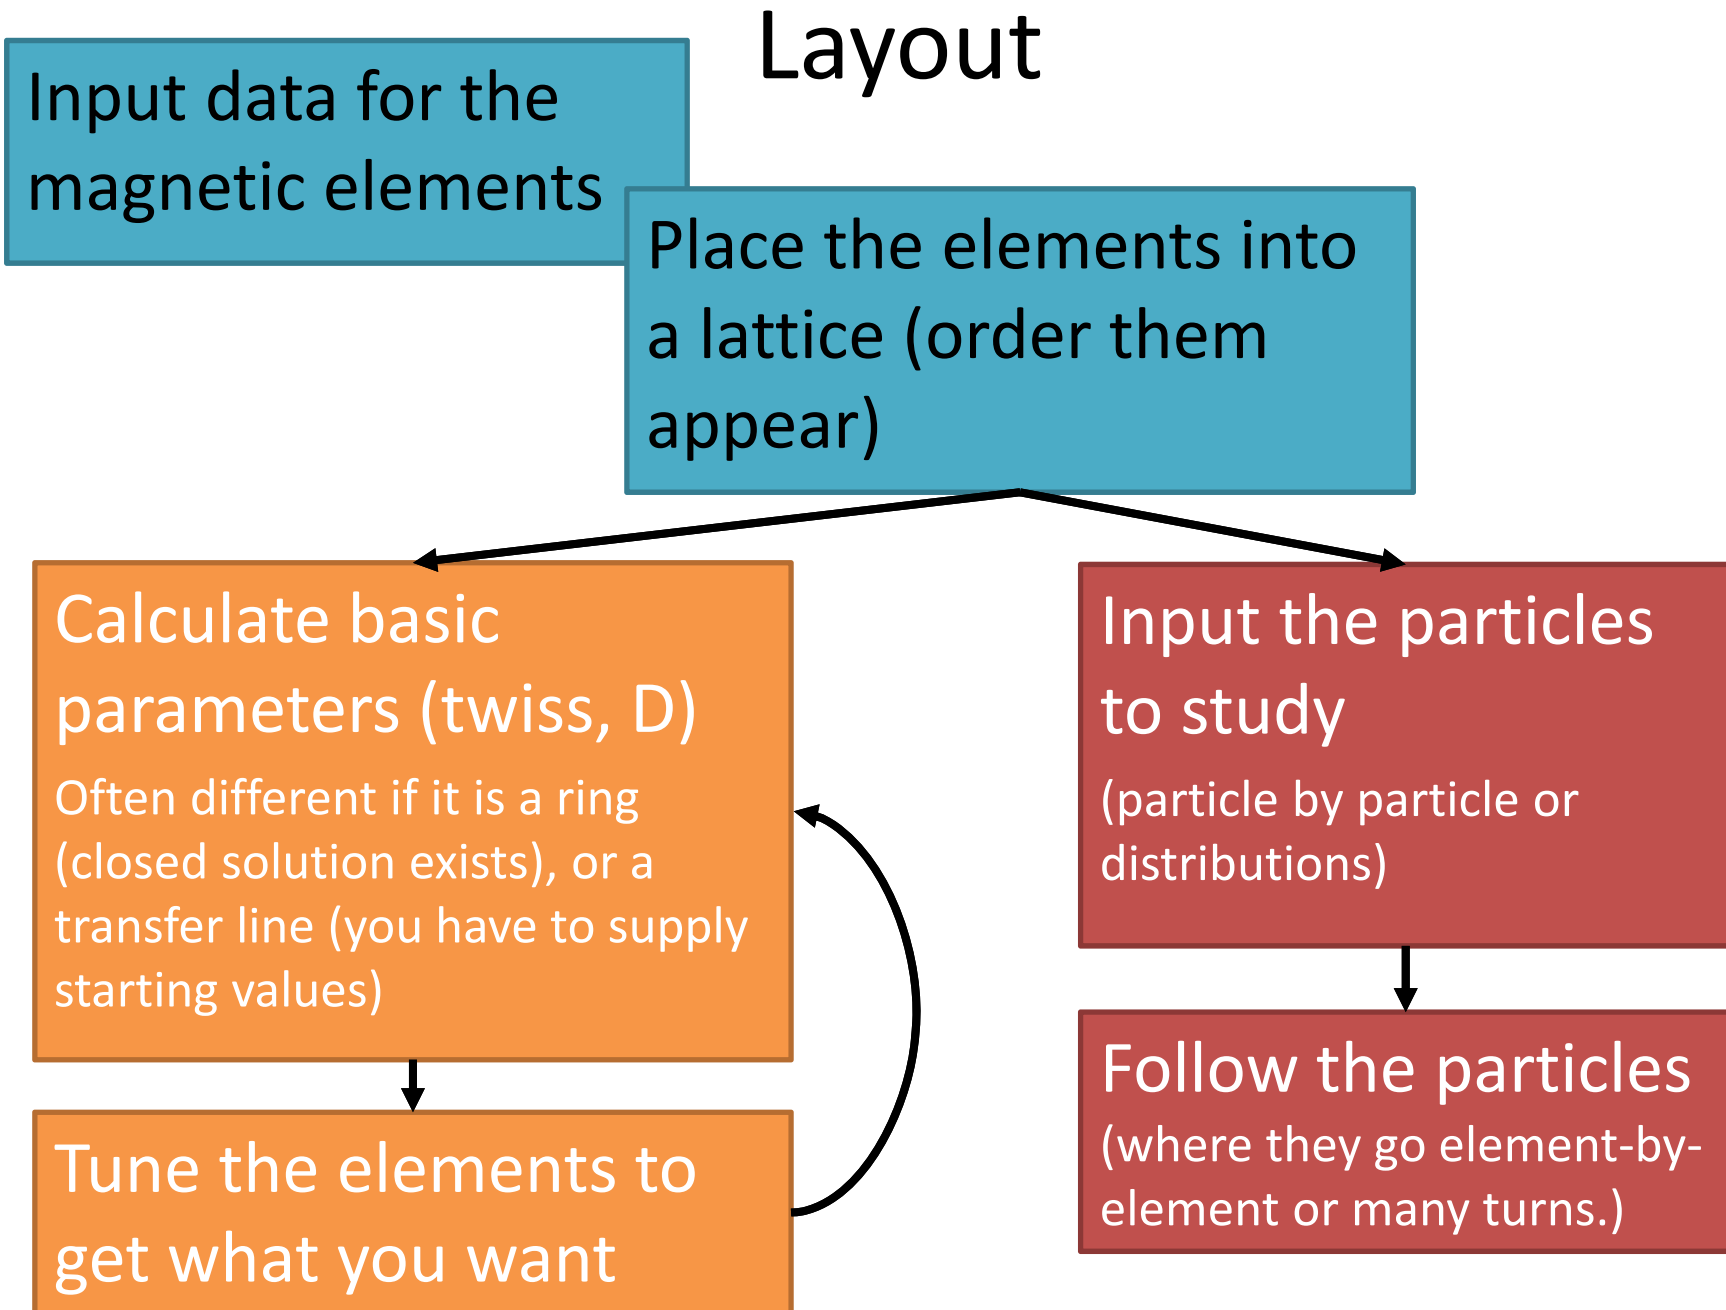 Layout
Input data for the
magnetic elements
Place the elements into
a lattice (order them
appear)
Calculate basic
parameters (twiss, D)
Often different if it is a ring
(closed solution exists), or a
transfer line (you have to supply
starting values)
Tune the elements to
get what you want
Input the particles
to study
(particle by particle or
distributions)
Follow the particles
(where they go element-by-
element or many turns.)